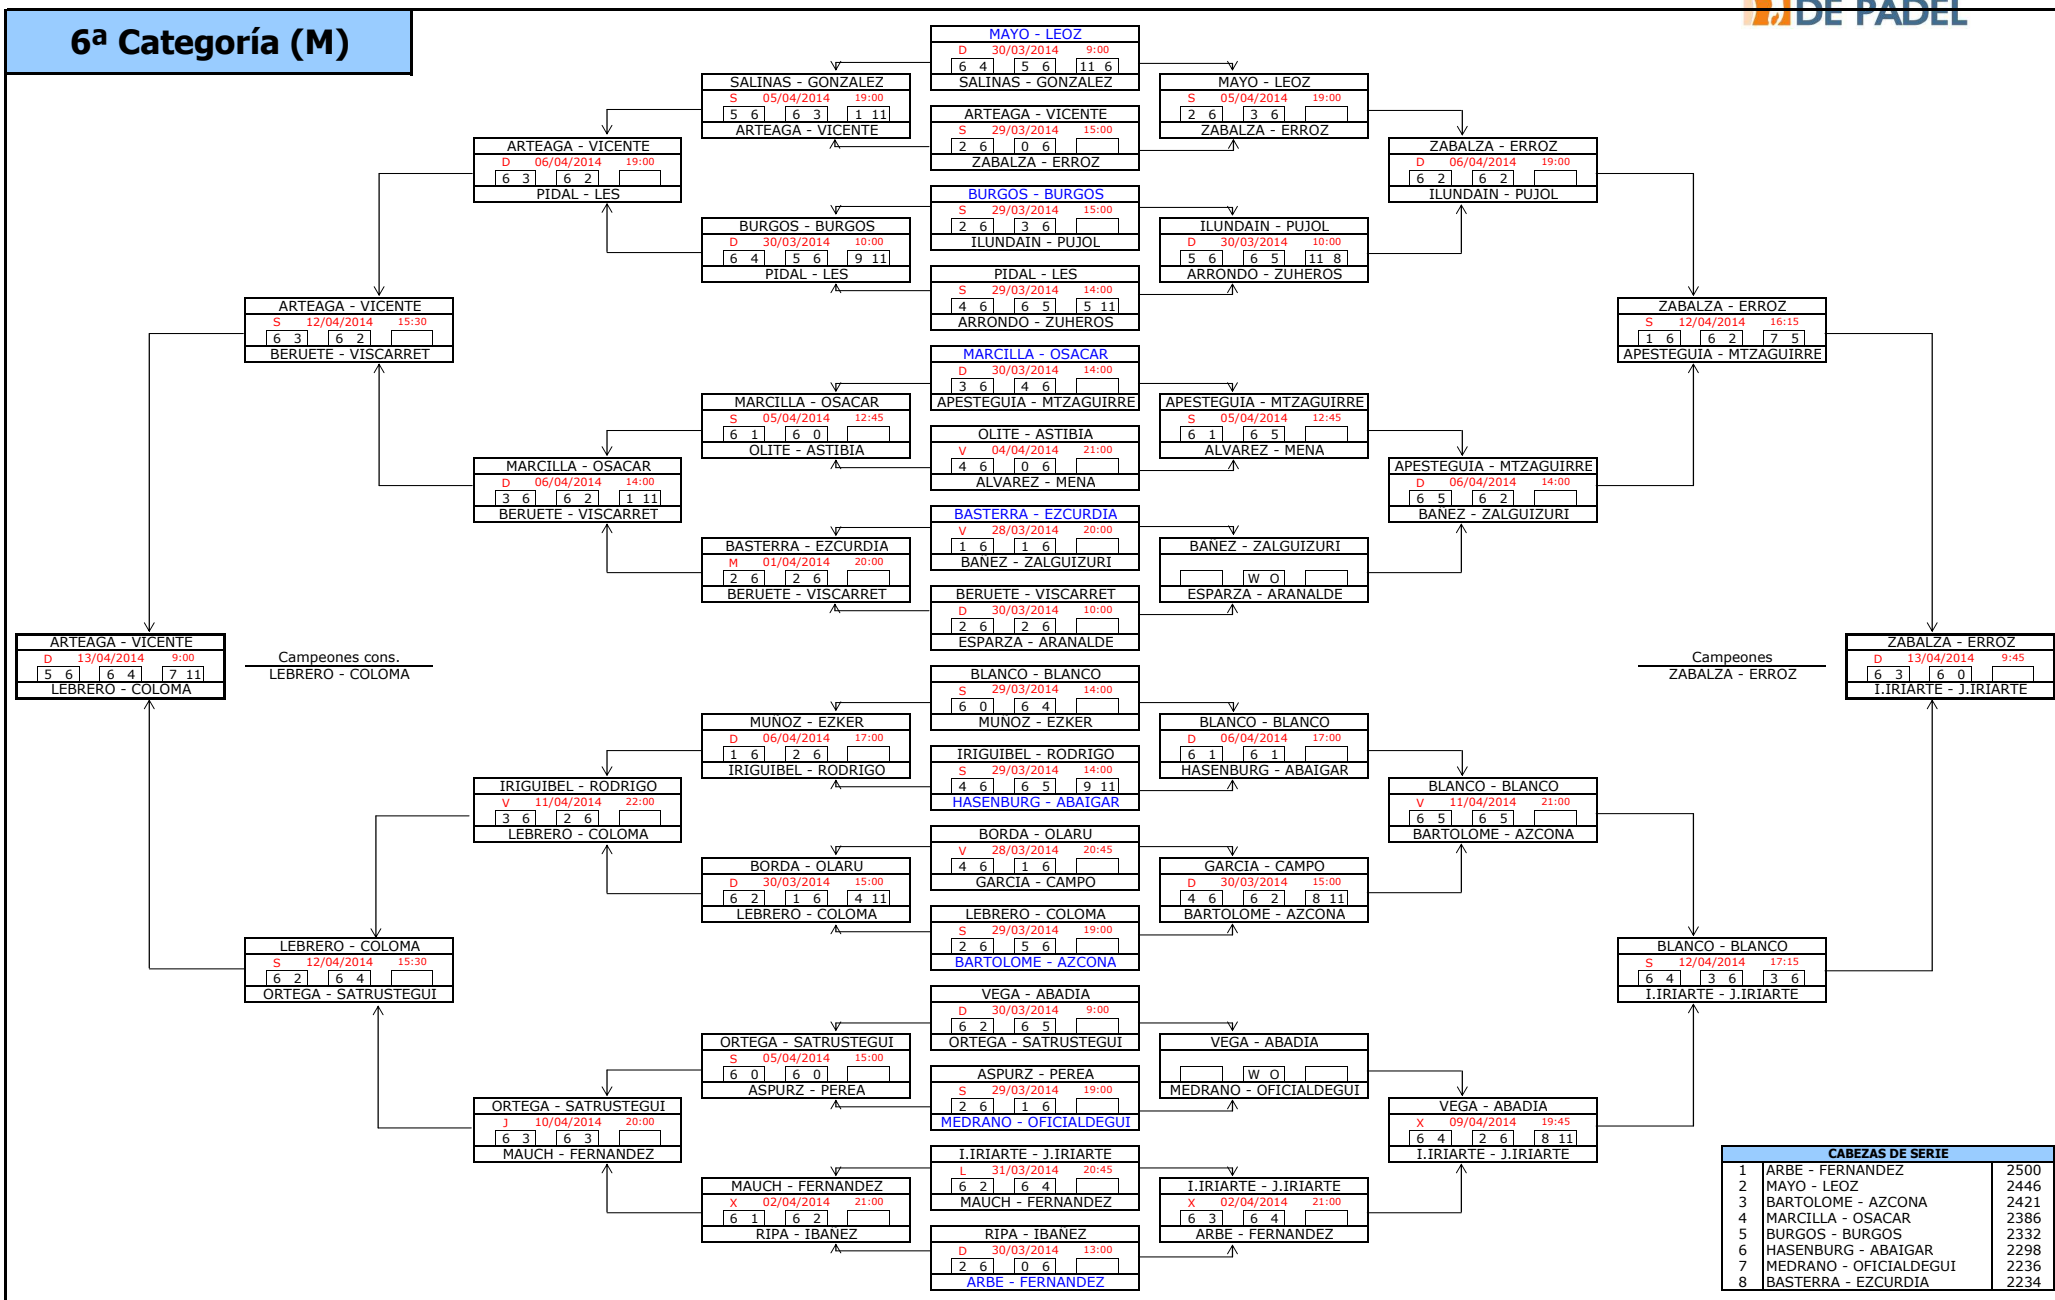 DE PADEL
6ª Categoría (M)
ARTEAGA - VICENTE
D 13/04/2014 9:00
5 6 6 4 7 11
LEBRERO - COLOMA
Campeones cons.
LEBRERO - COLOMA
ARTEAGA - VICENTE
S 12/04/2014 15:30
6 3 6 2
BERUETE - VISCARRET
LEBRERO - COLOMA
S 12/04/2014 15:30
6 2 6 4
ORTEGA - SATRUSTEGUI
ARTEAGA - VICENTE
D 06/04/2014 19:00
6 3 6 2
PIDAL - LES
MARCILLA - OSACAR
D 06/04/2014 14:00
3 6 6 2 1 11
BERUETE - VISCARRET
IRIGUIBEL - RODRIGO
V 11/04/2014 22:00
3 6 2 6
LEBRERO - COLOMA
ORTEGA - SATRUSTEGUI
J 10/04/2014 20:00
6 3 6 3
MAUCH - FERNANDEZ
SALINAS - GONZALEZ
S 05/04/2014 19:00
5 6 6 3 1 11
ARTEAGA - VICENTE
BURGOS - BURGOS
D 30/03/2014 10:00
6 4 5 6 9 11
PIDAL - LES
MARCILLA - OSACAR
S 05/04/2014 12:45
6 1 6 0
OLITE - ASTIBIA
BASTERRA - EZCURDIA
M 01/04/2014 20:00
2 6 2 6
BERUETE - VISCARRET
MUÑOZ - EZKER
D 06/04/2014 17:00
1 6 2 6
IRIGUIBEL - RODRIGO
BORDA - OLARU
D 30/03/2014 15:00
6 2 1 6 4 11
LEBRERO - COLOMA
ORTEGA - SATRUSTEGUI
S 05/04/2014 15:00
6 0 6 0
ASPURZ - PEREA
MAUCH - FERNANDEZ
X 02/04/2014 21:00
6 1 6 2
RIPA - IBAÑEZ
MAYO - LEOZ
D 30/03/2014 9:00
6 4 5 6 11 6
SALINAS - GONZALEZ
ARTEAGA - VICENTE
S 29/03/2014 15:00
2 6 0 6
ZABALZA - ERROZ
BURGOS - BURGOS
S 29/03/2014 15:00
2 6 3 6
ILUNDAIN - PUJOL
PIDAL - LES
S 29/03/2014 14:00
4 6 6 5 5 11
ARRONDO - ZUHEROS
MARCILLA - OSACAR
D 30/03/2014 14:00
3 6 4 6
APESTEGUIA - MTZAGUIRRE
OLITE - ASTIBIA
V 04/04/2014 21:00
4 6 0 6
ALVAREZ - MENA
BASTERRA - EZCURDIA
V 28/03/2014 20:00
1 6 1 6
BAÑEZ - ZALGUIZURI
BERUETE - VISCARRET
D 30/03/2014 10:00
2 6 2 6
ESPARZA - ARANALDE
BLANCO - BLANCO
S 29/03/2014 14:00
6 0 6 4
MUÑOZ - EZKER
IRIGUIBEL - RODRIGO
S 29/03/2014 14:00
4 6 6 5 9 11
HASENBURG - ABAIGAR
BORDA - OLARU
V 28/03/2014 20:45
4 6 1 6
GARCIA - CAMPO
LEBRERO - COLOMA
S 29/03/2014 19:00
2 6 5 6
BARTOLOME - AZCONA
VEGA - ABADIA
D 30/03/2014 9:00
6 2 6 5
ORTEGA - SATRUSTEGUI
ASPURZ - PEREA
S 29/03/2014 19:00
2 6 1 6
MEDRANO - OFICIALDEGUI
I.IRIARTE - J.IRIARTE
L 31/03/2014 20:45
6 2 6 4
MAUCH - FERNANDEZ
RIPA - IBAÑEZ
D 30/03/2014 13:00
2 6 0 6
ARBE - FERNANDEZ
MAYO - LEOZ
S 05/04/2014 19:00
2 6 3 6
ZABALZA - ERROZ
ILUNDAIN - PUJOL
D 30/03/2014 10:00
5 6 6 5 11 8
ARRONDO - ZUHEROS
APESTEGUIA - MTZAGUIRRE
S 05/04/2014 12:45
6 1 6 5
ALVAREZ - MENA
BAÑEZ - ZALGUIZURI
W O
ESPARZA - ARANALDE
BLANCO - BLANCO
D 06/04/2014 17:00
6 1 6 1
HASENBURG - ABAIGAR
GARCIA - CAMPO
D 30/03/2014 15:00
4 6 6 2 8 11
BARTOLOME - AZCONA
VEGA - ABADIA
W O
MEDRANO - OFICIALDEGUI
I.IRIARTE - J.IRIARTE
X 02/04/2014 21:00
6 3 6 4
ARBE - FERNANDEZ
ZABALZA - ERROZ
D 06/04/2014 19:00
6 2 6 2
ILUNDAIN - PUJOL
APESTEGUIA - MTZAGUIRRE
D 06/04/2014 14:00
6 5 6 2
BAÑEZ - ZALGUIZURI
BLANCO - BLANCO
V 11/04/2014 21:00
6 5 6 5
BARTOLOME - AZCONA
VEGA - ABADIA
X 09/04/2014 19:45
6 4 2 6 8 11
I.IRIARTE - J.IRIARTE
ZABALZA - ERROZ
S 12/04/2014 16:15
1 6 6 2 7 5
APESTEGUIA - MTZAGUIRRE
BLANCO - BLANCO
S 12/04/2014 17:15
6 4 3 6 3 6
I.IRIARTE - J.IRIARTE
Campeones
ZABALZA - ERROZ
ZABALZA - ERROZ
D 13/04/2014 9:45
6 3 6 0
I.IRIARTE - J.IRIARTE
CABEZAS DE SERIE
1 ARBE - FERNANDEZ 2500
2 MAYO - LEOZ 2446
3 BARTOLOME - AZCONA 2421
4 MARCILLA - OSACAR 2386
5 BURGOS - BURGOS 2332
6 HASENBURG - ABAIGAR 2298
7 MEDRANO - OFICIALDEGUI 2236
8 BASTERRA - EZCURDIA 2234